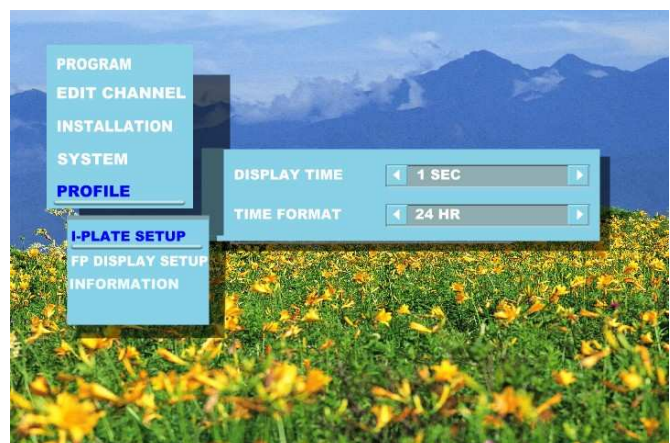 PROGRAM
EDIT CHANNEL
INSTALLATION
SYSTEM
PROFILE
I-PLATE SETUP
FP DISPLAY SETUP
INFORMATION
DISPLAY TIME 1 SEC
TIME FORMAT 24 HR